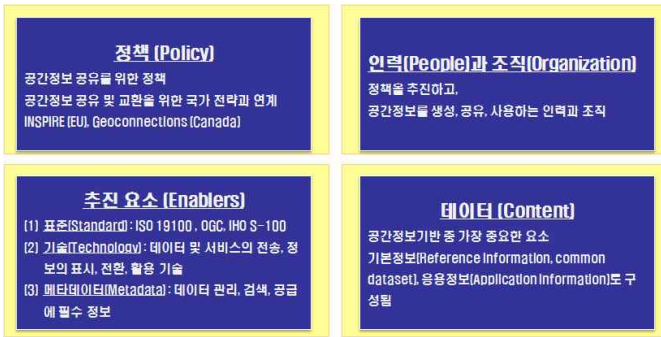 정책 (Policy)
공간정보 공유를 위한 정책
공간정보 공유 및 교환을 위한 국가 전략과 연계
INSPIRE (EU), Geoconnections (Canada)
인력(People)과 조직(Organization)
정책을 추진하고,
공간정보를 생성, 공유, 사용하는 인력과 조직
추진 요소 (Enablers)
(1) 표준(Standard) : ISO 19100 , OGC, IHO S-100
(2) 기술(Technology) : 데이터 및 서비스의 전송, 정
보의 표시, 전환, 활용 기술
(3) 메타데이터(Metadata) : 데이터 관리, 검색, 공급
에 필수 정보
데이터 (Content)
공간정보기반 중 가장 중요한 요소
기본정보(Reference Information, common
dataset), 응용정보(Application Information)로 구
성됨